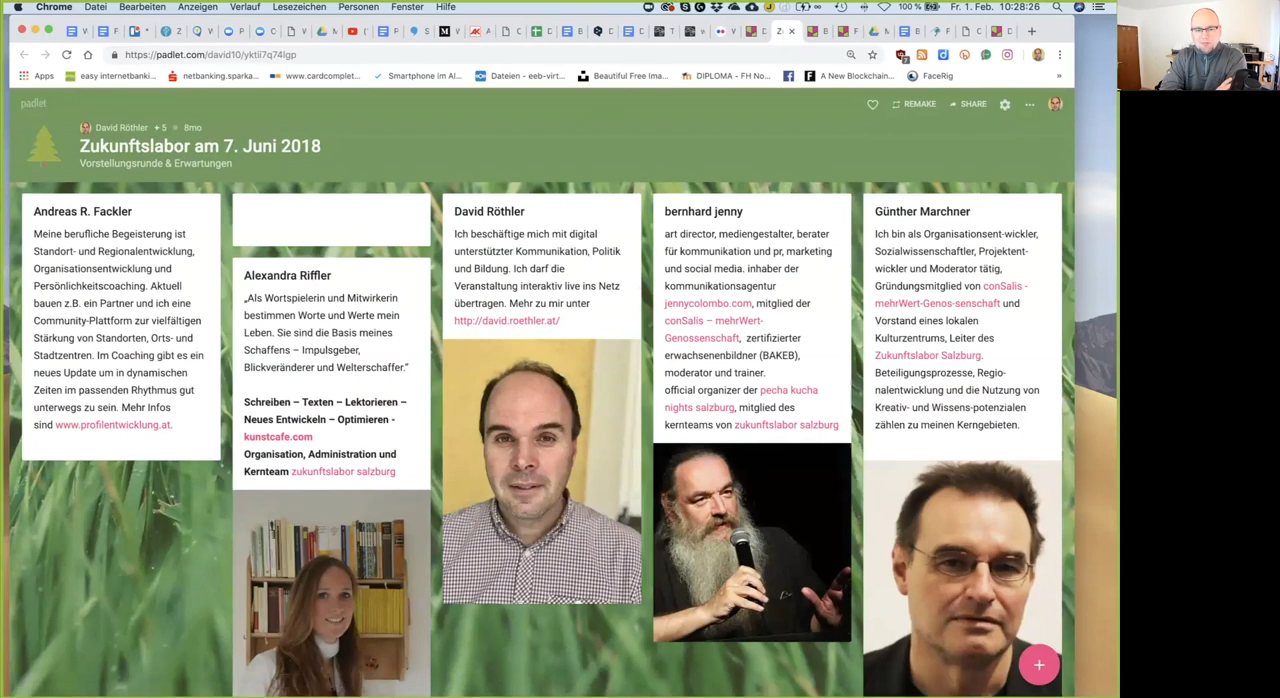 Chrome Datei Bearbeiten Anzeigen Verlauf Lesezeichen Personen Fenster Hilfe
100 % Fr. 1. Feb. 10:28:26
https://padlet.com/david10/yktii7q74lgp
Apps easy internetbanki... netbanking.sparka... www.cardcomplet... Smartphone im Al... Dateien - eeb-virt... Beautiful Free Ima... DIPLOMA - FH No... A New Blockchain... FaceRig »
padlet
REMAKE SHARE
David Röthler + 5 8mo
Zukunftslabor am 7. Juni 2018
Vorstellungsrunde & Erwartungen
Andreas R. Fackler
Meine berufliche Begeisterung ist
Standort- und Regionalentwicklung,
Organisationsentwicklung und
Persönlichkeitscoaching. Aktuell
bauen z.B. ein Partner und ich eine
Community-Plattform zur vielfältigen
Stärkung von Standorten, Orts- und
Stadtzentren. Im Coaching gibt es ein
neues Update um in dynamischen
Zeiten im passenden Rhythmus gut
unterwegs zu sein. Mehr Infos
sind www.profilentwicklung.at.
Alexandra Riffler
„Als Wortspielerin und Mitwirkerin
bestimmen Worte und Werte mein
Leben. Sie sind die Basis meines
Schaffens – Impulsgeber,
Blickveränderer und Welterschaffer.“
Schreiben – Texten – Lektorieren –
Neues Entwickeln – Optimieren -
kunstcafe.com
Organisation, Administration und
Kernteam zukunftslabor salzburg
David Röthler
Ich beschäftige mich mit digital
unterstützter Kommunikation, Politik
und Bildung. Ich darf die
Veranstaltung interaktiv live ins Netz
übertragen. Mehr zu mir unter
http://david.roethler.at/
bernhard jenny
art director, mediengestalter, berater
für kommunikation und pr, marketing
und social media. inhaber der
kommunikationsagentur
jennycolombo.com, mitglied der
conSalis – mehrWert-
Genossenschaft, zertifizierter
erwachsenenbildner (BAKEB),
moderator und trainer.
official organizer der pecha kucha
nights salzburg, mitglied des
kernteams von zukunftslabor salzburg
Günther Marchner
Ich bin als Organisationsent-wickler,
Sozialwissenschaftler, Projektent-
wickler und Moderator tätig,
Gründungsmitglied von conSalis -
mehrWert-Genos-senschaft und
Vorstand eines lokalen
Kulturzentrums, Leiter des
Zukunftslabor Salzburg.
Beteiligungsprozesse, Regio-
nalentwicklung und die Nutzung von
Kreativ- und Wissens-potenzialen
zählen zu meinen Kerngebieten.